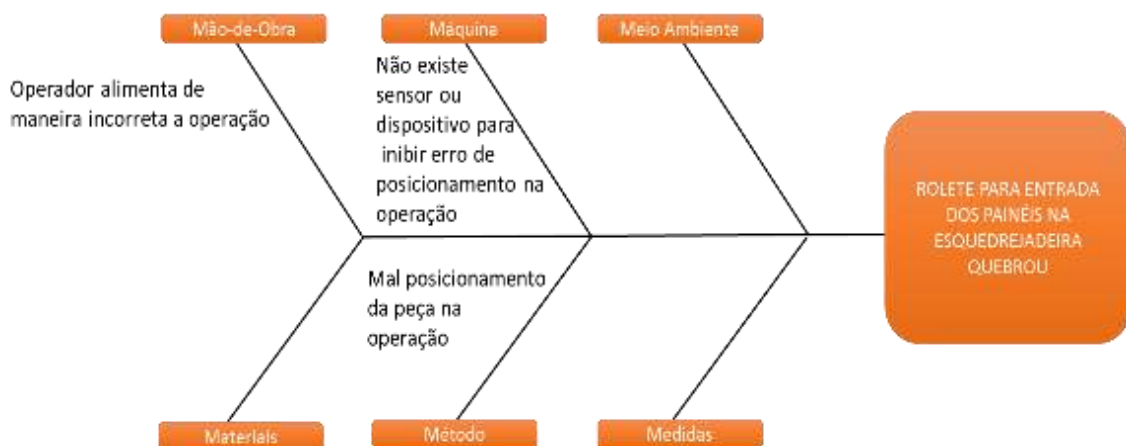 Mão-de-Obra
Máquina
Meio Ambiente
Operador alimenta de
maneira incorreta a operação
Não existe
sensor ou
dispositivo para
inibir erro de
posicionamento na
operação
ROLETE PARA ENTRADA
DOS PAINÉIS NA
ESQUEDREJADEIRA
QUEBROU
Mal posicionamento
da peça na
operação
Materiais
Método
Medidas